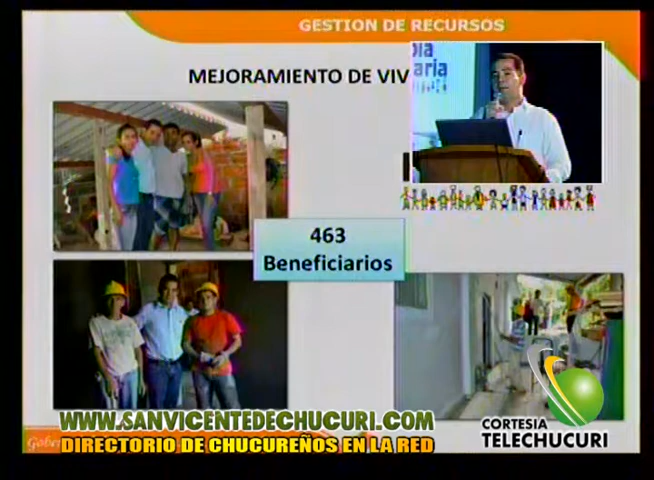 GESTION DE RECURSOS
MEJORAMIENTO DE VIV
aria
463
Beneficiarios
WWW.SANVICENTEDECHUCURI.COM
DIRECTORIO DE CHUCUREÑOS EN LA RED
CORTESIA
TELECHUCURI